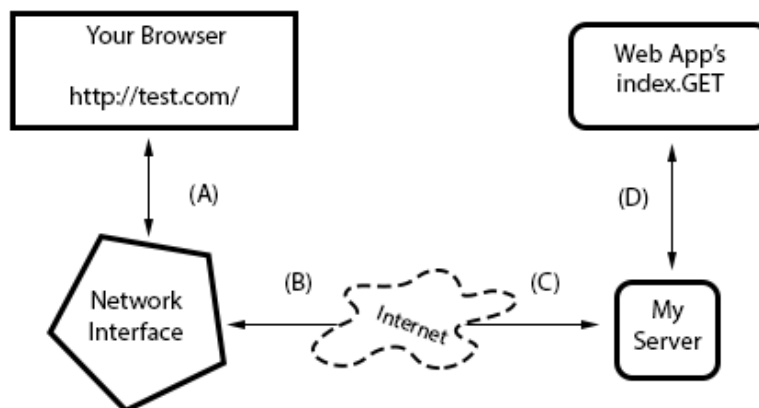 Your Browser
http://test.com/
Web App's
index.GET
(A)
(D)
Network
Interface
(B)
Internet
(C)
My
Server